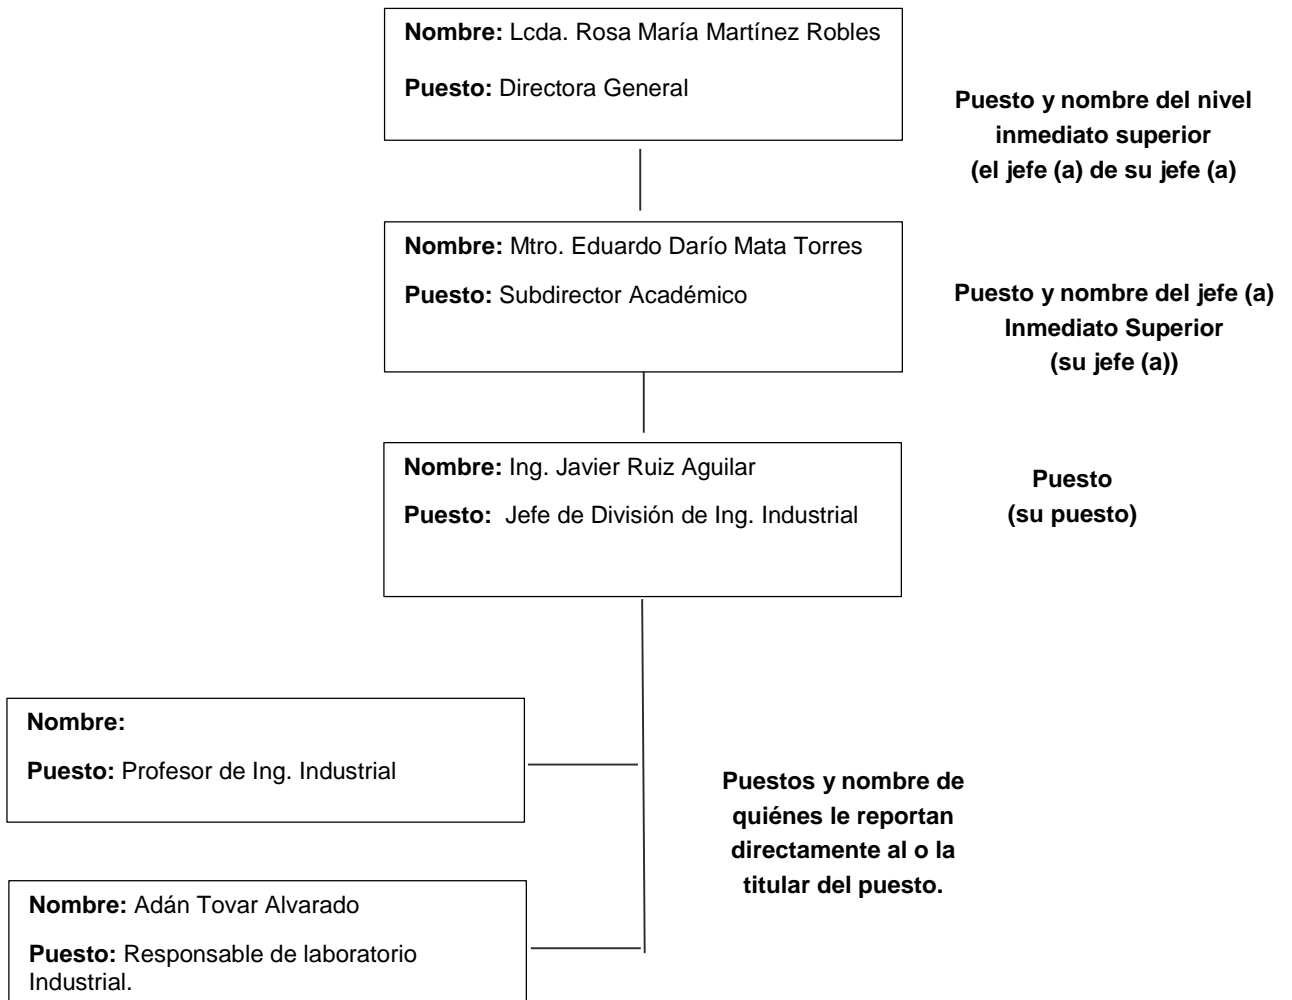 Nombre: Lcda. Rosa María Martínez Robles
Puesto: Directora General
Puesto y nombre del nivel
inmediato superior
(el jefe (a) de su jefe (a)
Nombre: Mtro. Eduardo Darío Mata Torres
Puesto: Subdirector Académico
Puesto y nombre del jefe (a)
Inmediato Superior
(su jefe (a))
Nombre: Ing. Javier Ruiz Aguilar
Puesto: Jefe de División de Ing. Industrial
Puesto
(su puesto)
Nombre:
Puesto: Profesor de Ing. Industrial
Puestos y nombre de
quiénes le reportan
directamente al o la
titular del puesto.
Nombre: Adán Tovar Alvarado
Puesto: Responsable de laboratorio
Industrial.